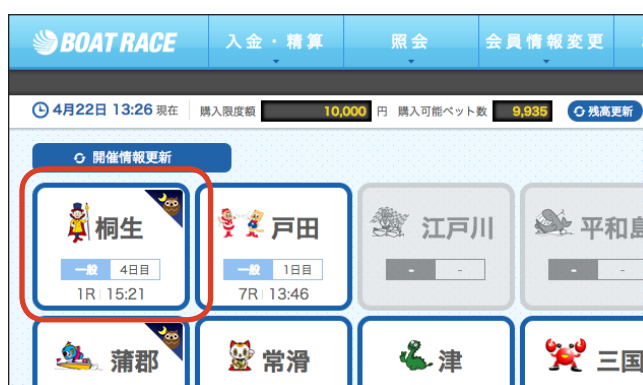 BOAT RACE 入金・精算 照会 会員情報変更
4月22日 13:26 現在 購入限度額 10,000 円 購入可能ベット数 9,935 残高更新
開催情報更新
桐生 戸田 江戸川 平和島
一般 4日目 一般 1日目 - - - -
1R 15:21 7R 13:46
蒲郡 常滑 津 三国